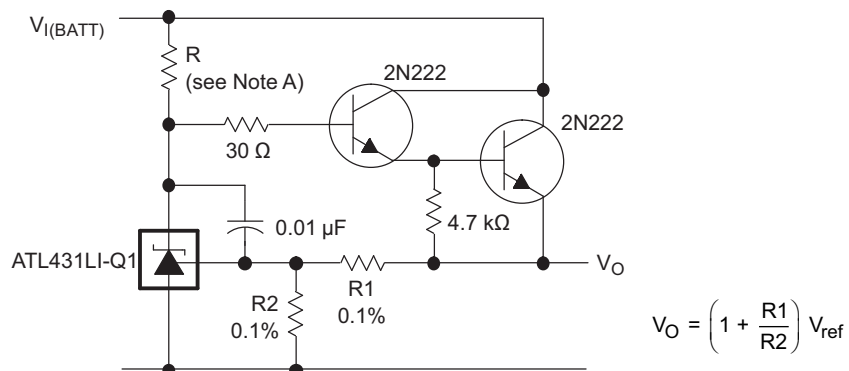 V_I(BATT)
R
(see Note A)
2N222
2N222
30 Ω
0.01 µF
4.7 kΩ
ATL431LI-Q1
V_O
R1
0.1%
R2
0.1%
V_O = (1 + R1/R2) V_ref